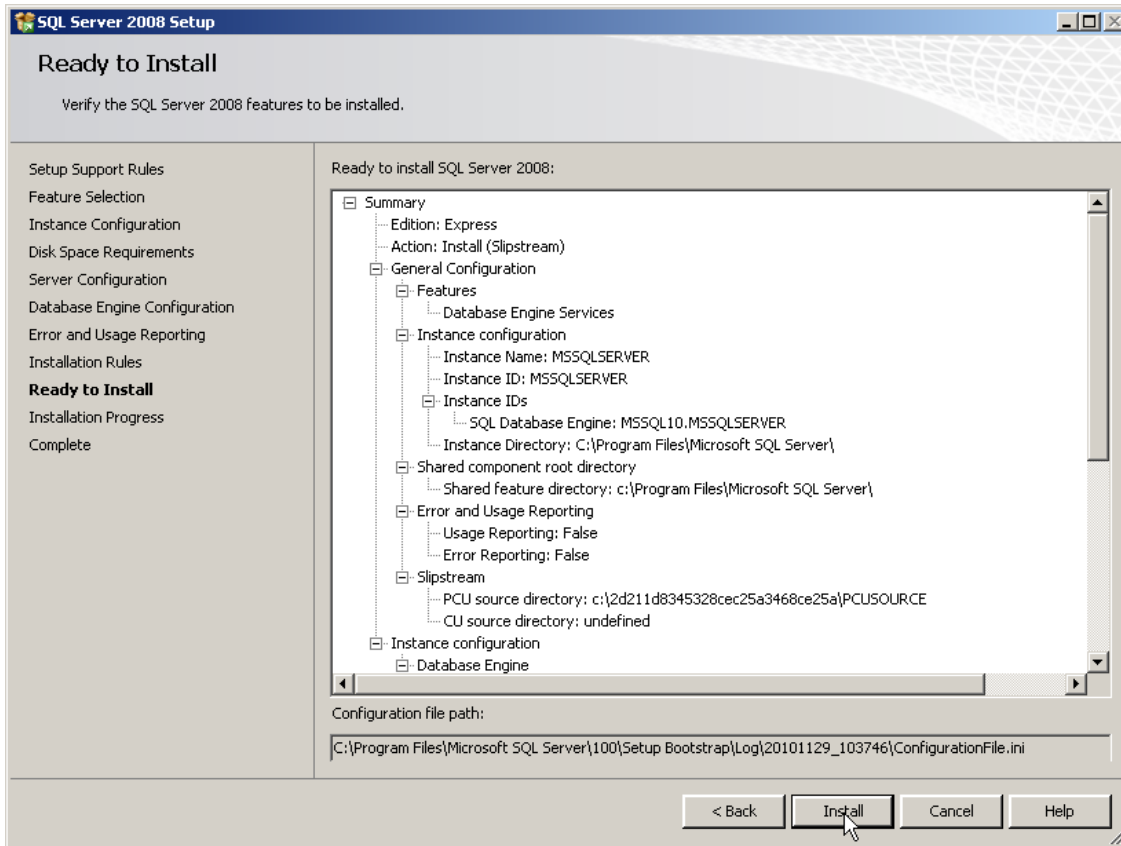 SQL Server 2008 Setup
Ready to Install
Verify the SQL Server 2008 features to be installed.
Setup Support Rules
Feature Selection
Instance Configuration
Disk Space Requirements
Server Configuration
Database Engine Configuration
Error and Usage Reporting
Installation Rules
Ready to Install
Installation Progress
Complete
Ready to install SQL Server 2008:
Summary
Edition: Express
Action: Install (Slipstream)
General Configuration
Features
Database Engine Services
Instance configuration
Instance Name: MSSQLSERVER
Instance ID: MSSQLSERVER
Instance IDs
SQL Database Engine: MSSQL10.MSSQLSERVER
Instance Directory: C:\Program Files\Microsoft SQL Server\
Shared component root directory
Shared feature directory: c:\Program Files\Microsoft SQL Server\
Error and Usage Reporting
Usage Reporting: False
Error Reporting: False
Slipstream
PCU source directory: c:\2d211d8345328cec25a3468ce25a\PCUSOURCE
CU source directory: undefined
Instance configuration
Database Engine
Configuration file path:
C:\Program Files\Microsoft SQL Server\100\Setup Bootstrap\Log\20101129_103746\ConfigurationFile.ini
< Back Install Cancel Help